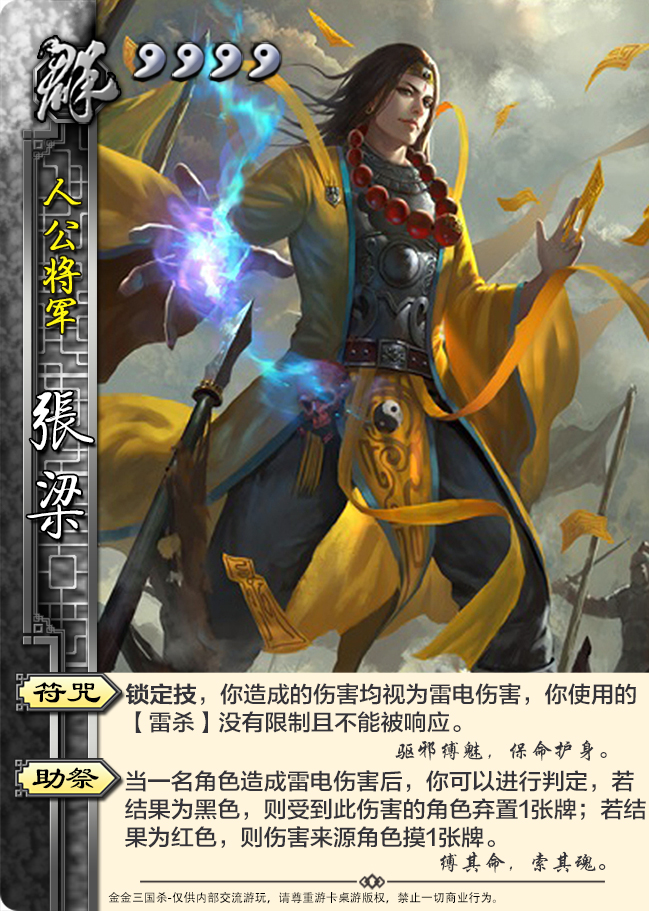 群
人公将军
張梁
符咒
锁定技，你造成的伤害均视为雷电伤害，你使用的
【雷杀】没有限制且不能被响应。
驱邪缚魅，保命护身。
助祭
当一名角色造成雷电伤害后，你可以进行判定，若
结果为黑色，则受到此伤害的角色弃置1张牌；若结
果为红色，则伤害来源角色摸1张牌。
缚其命，索其魂。
金金三国杀-仅供内部交流游玩，请尊重游卡桌游版权，禁止一切商业行为。